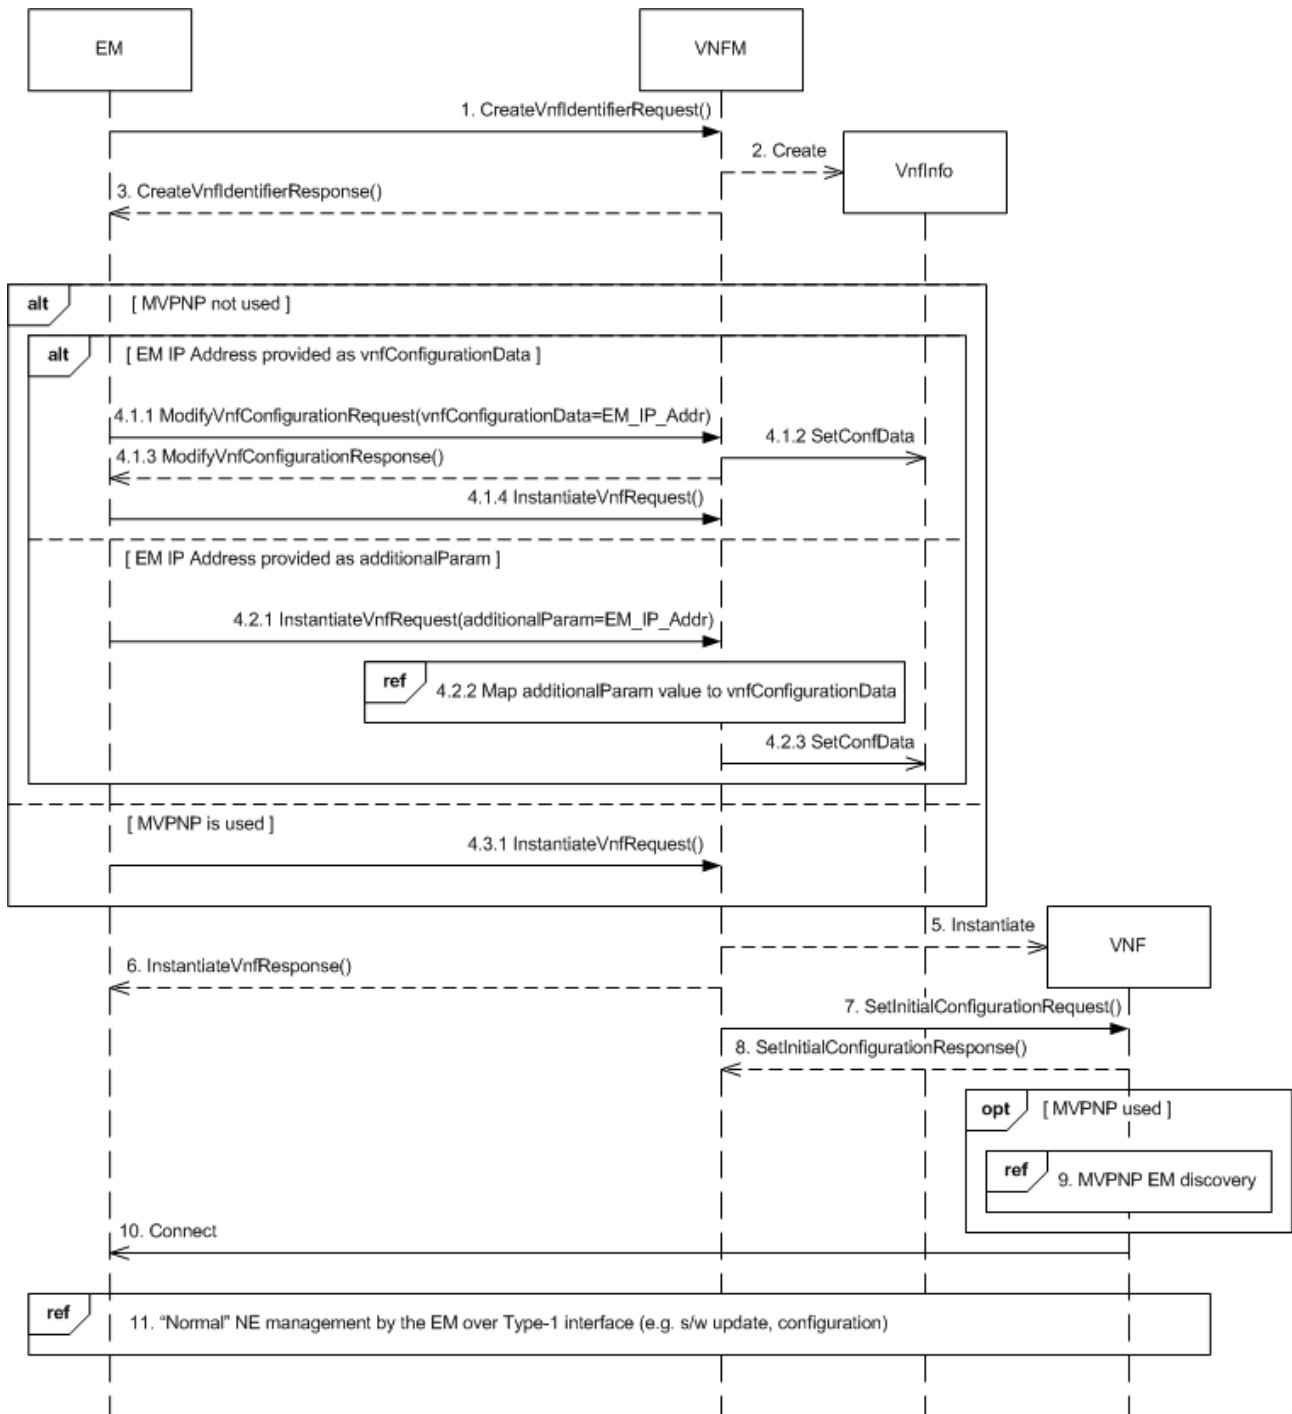 EM
VNFM
1. CreateVnfIdentifierRequest()
2. Create
VnfInfo
3. CreateVnfIdentifierResponse()
alt
[ MVPNP not used ]
alt
[ EM IP Address provided as vnfConfigurationData ]
4.1.1 ModifyVnfConfigurationRequest(vnfConfigurationData=EM_IP_Addr)
4.1.2 SetConfData
4.1.3 ModifyVnfConfigurationResponse()
4.1.4 InstantiateVnfRequest()
[ EM IP Address provided as additionalParam ]
4.2.1 InstantiateVnfRequest(additionalParam=EM_IP_Addr)
ref
4.2.2 Map additionalParam value to vnfConfigurationData
4.2.3 SetConfData
[ MVPNP is used ]
4.3.1 InstantiateVnfRequest()
5. Instantiate
VNF
6. InstantiateVnfResponse()
7. SetInitialConfigurationRequest()
8. SetInitialConfigurationResponse()
opt
[ MVPNP used ]
ref
9. MVPNP EM discovery
10. Connect
ref
11. “Normal” NE management by the EM over Type-1 interface (e.g. s/w update, configuration)